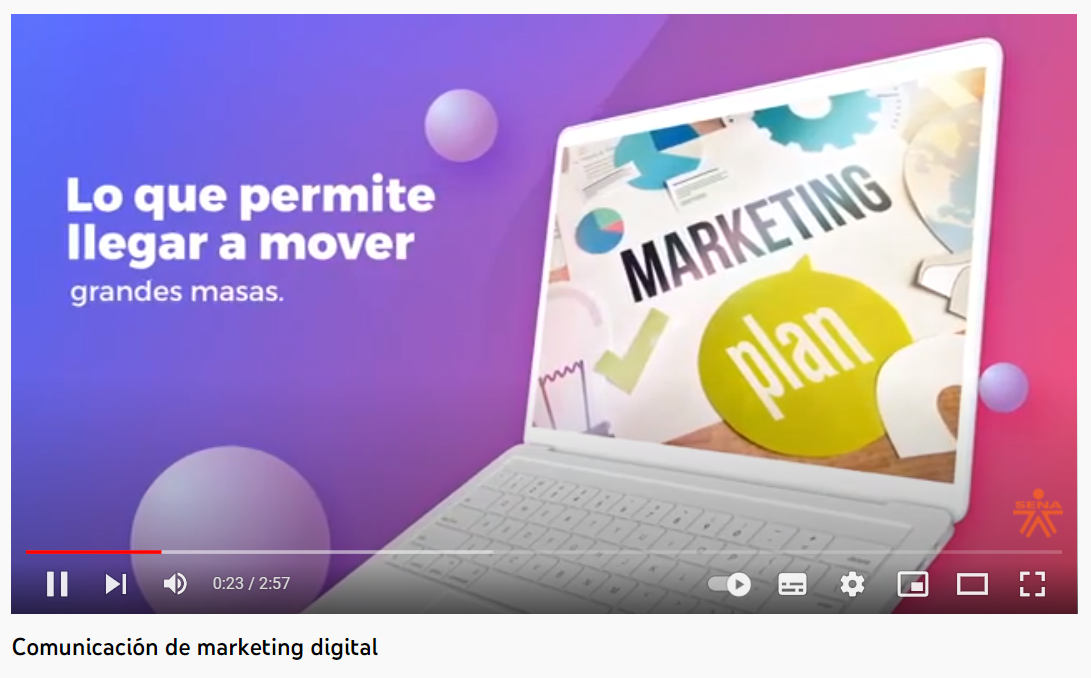 Lo que permite
llegar a mover
grandes masas.
MARKETING
plan
SENA
0:23 / 2:57
Comunicación de marketing digital